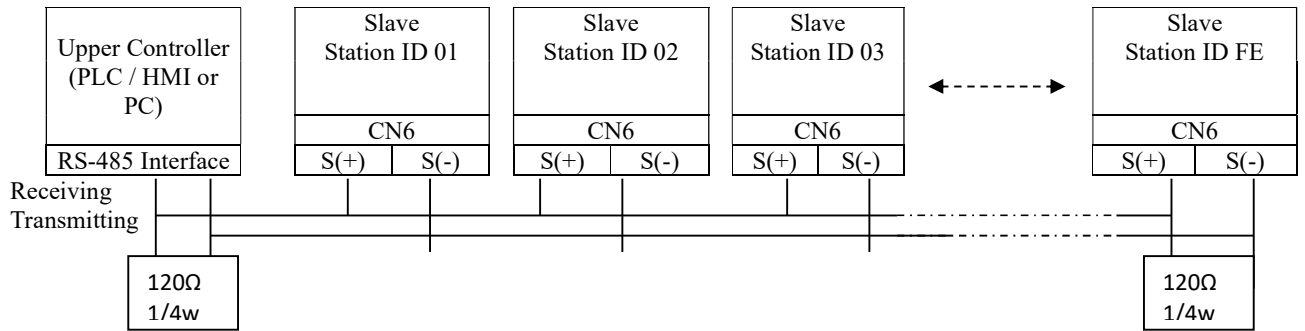 Upper Controller
(PLC / HMI or
PC)
RS-485 Interface
Slave
Station ID 01
CN6
S(+) S(-)
Slave
Station ID 02
CN6
S(+) S(-)
Slave
Station ID 03
CN6
S(+) S(-)
Slave
Station ID FE
CN6
S(+) S(-)
Receiving
Transmitting
120Ω
1/4w
120Ω
1/4w